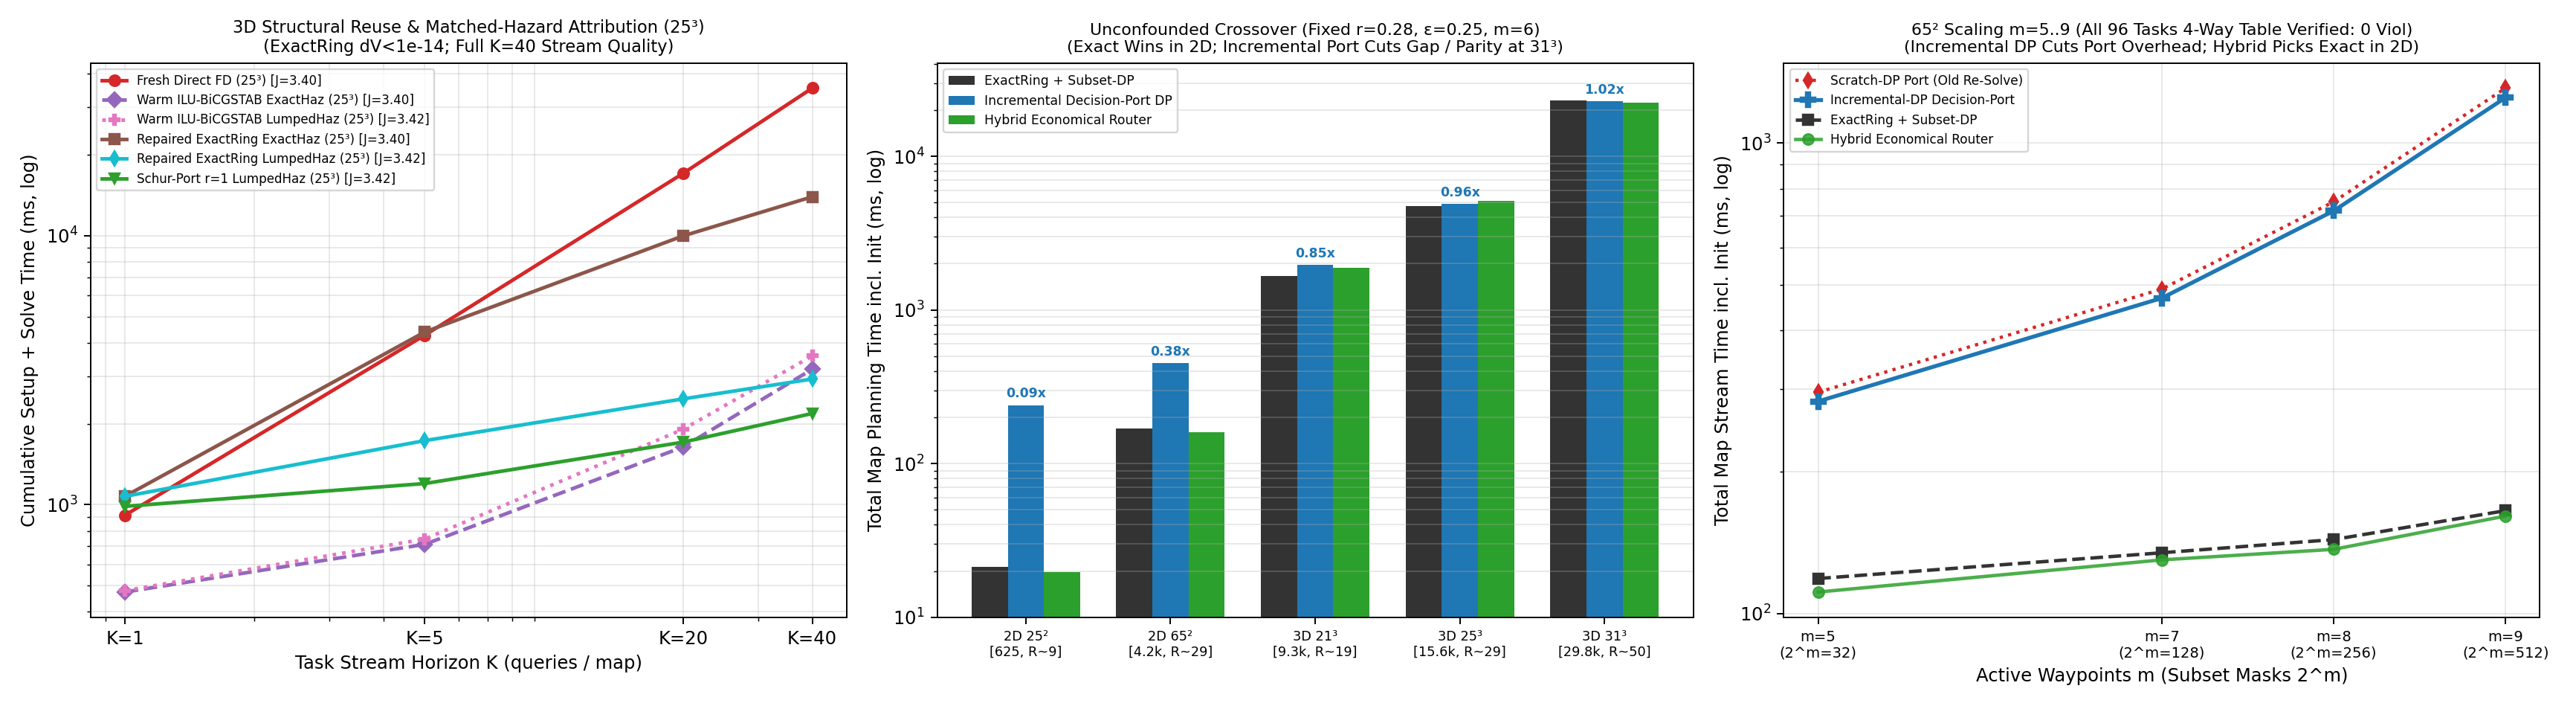 3D Structural Reuse & Matched-Hazard Attribution (25³)
(ExactRing dV<1e-14; Full K=40 Stream Quality)
Cumulative Setup + Solve Time (ms, log)
10⁴
10³
Fresh Direct FD (25³) [J=3.40]
Warm ILU-BiCGSTAB ExactHaz (25³) [J=3.40]
Warm ILU-BiCGSTAB LumpedHaz (25³) [J=3.42]
Repaired ExactRing ExactHaz (25³) [J=3.40]
Repaired ExactRing LumpedHaz (25³) [J=3.42]
Schur-Port r=1 LumpedHaz (25³) [J=3.42]
K=1
K=5
K=20
K=40
Task Stream Horizon K (queries / map)
Unconfounded Crossover (Fixed r=0.28, ε=0.25, m=6)
(Exact Wins in 2D; Incremental Port Cuts Gap / Parity at 31³)
Total Map Planning Time incl. Init (ms, log)
10⁴
10³
10²
10¹
ExactRing + Subset-DP
Incremental Decision-Port DP
Hybrid Economical Router
0.09x
0.38x
0.85x
0.96x
1.02x
2D 25²
[625, R~9]
2D 65²
[4.2k, R~29]
3D 21³
[9.3k, R~19]
3D 25³
[15.6k, R~29]
3D 31³
[29.8k, R~50]
65² Scaling m=5..9 (All 96 Tasks 4-Way Table Verified: 0 Viol)
(Incremental DP Cuts Port Overhead; Hybrid Picks Exact in 2D)
Total Map Stream Time incl. Init (ms, log)
10³
10²
Scratch-DP Port (Old Re-Solve)
Incremental-DP Decision-Port
ExactRing + Subset-DP
Hybrid Economical Router
m=5
(2^m=32)
m=7
(2^m=128)
m=8
(2^m=256)
m=9
(2^m=512)
Active Waypoints m (Subset Masks 2^m)